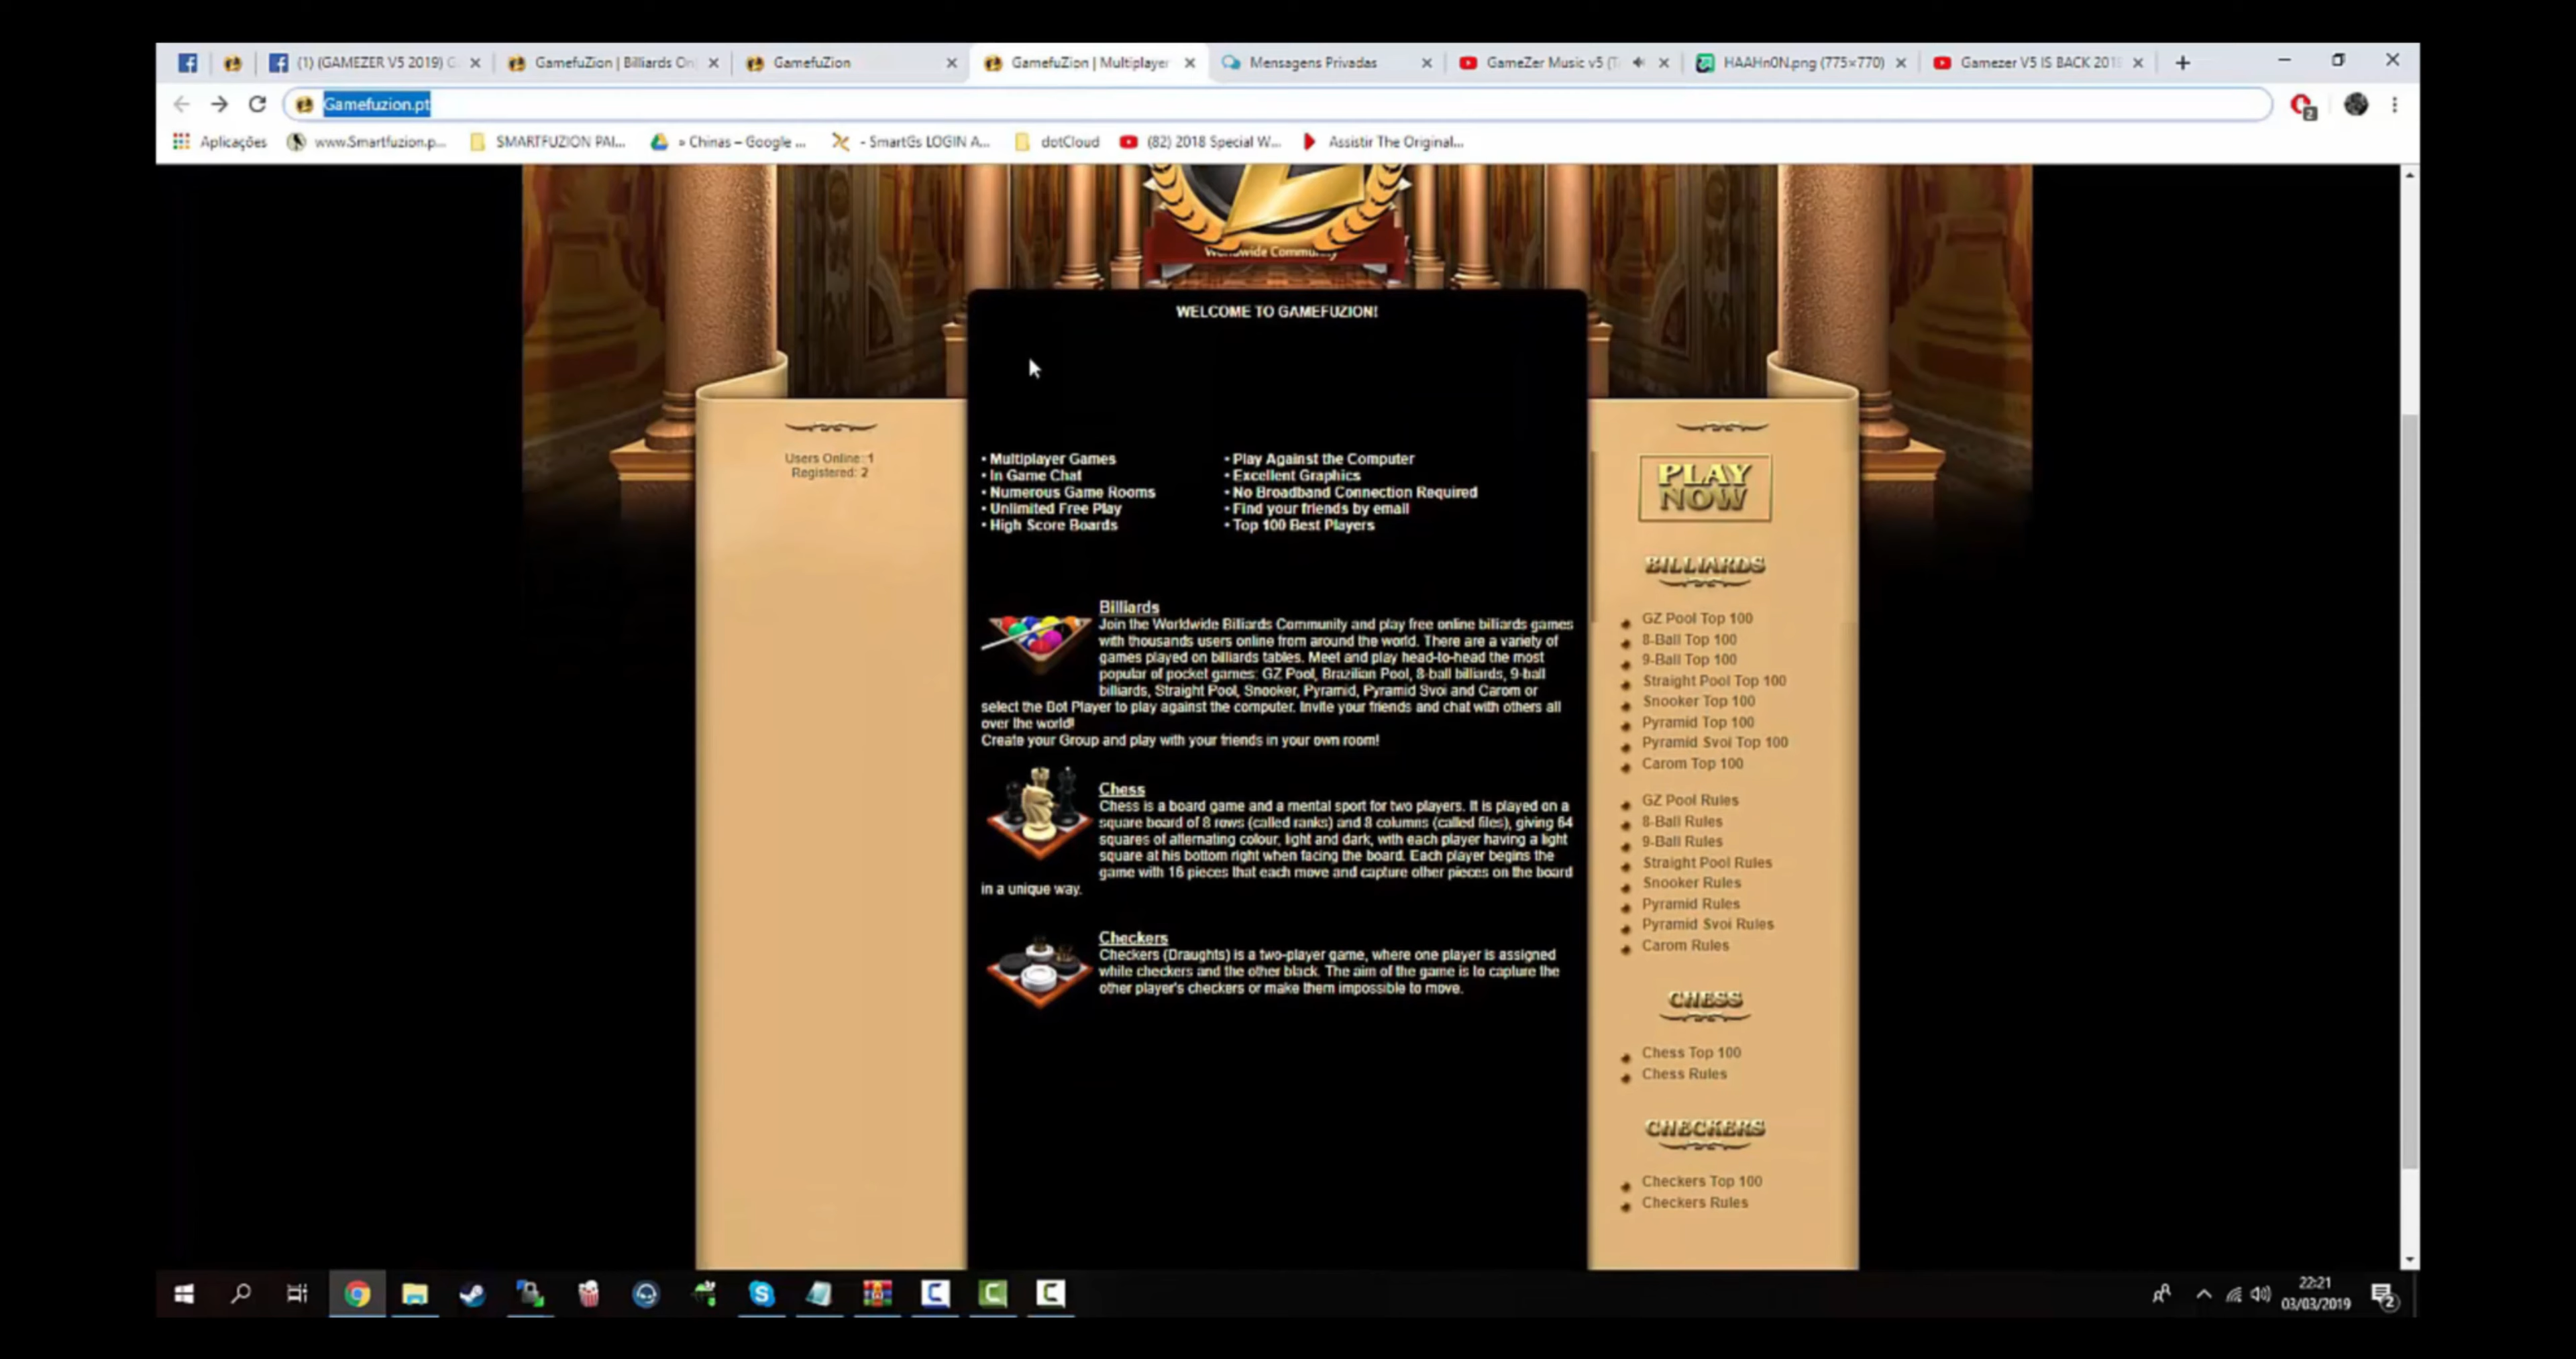 (1) (GAMEZER V5 2019) G
GamefuZion | Billiards On
GamefuZion
GamefuZion | Multiplayer
Mensagens Privadas
GameZer Music v5 (T
HAAHn0N.png (775×770)
Gamezer V5 IS BACK 201
Gamefuzion.pt
2
Aplicações
www.Smartfuzion.p...
SMARTFUZION PAI...
» Chinas – Google ...
- SmartGs LOGIN A...
dotCloud
(82) 2018 Special W...
Assistir The Original...
Worldwide Community
WELCOME TO GAMEFUZION!
Users Online: 1
Registered: 2
• Multiplayer Games
• In Game Chat
• Numerous Game Rooms
• Unlimited Free Play
• High Score Boards
• Play Against the Computer
• Excellent Graphics
• No Broadband Connection Required
• Find your friends by email
• Top 100 Best Players
Billiards
Join the Worldwide Billiards Community and play free online billiards games
with thousands users online from around the world. There are a variety of
games played on billiards tables. Meet and play head-to-head the most
popular of pocket games: GZ Pool, Brazilian Pool, 8-ball billiards, 9-ball
billiards, Straight Pool, Snooker, Pyramid, Pyramid Svoi and Carom or
select the Bot Player to play against the computer. Invite your friends and chat with others all
over the world!
Create your Group and play with your friends in your own room!
Chess
Chess is a board game and a mental sport for two players. It is played on a
square board of 8 rows (called ranks) and 8 columns (called files), giving 64
squares of alternating colour, light and dark, with each player having a light
square at his bottom right when facing the board. Each player begins the
game with 16 pieces that each move and capture other pieces on the board
in a unique way.
Checkers
Checkers (Draughts) is a two-player game, where one player is assigned
while checkers and the other black. The aim of the game is to capture the
other player's checkers or make them impossible to move.
PLAY
NOW
BILLIARDS
GZ Pool Top 100
8-Ball Top 100
9-Ball Top 100
Straight Pool Top 100
Snooker Top 100
Pyramid Top 100
Pyramid Svoi Top 100
Carom Top 100
GZ Pool Rules
8-Ball Rules
9-Ball Rules
Straight Pool Rules
Snooker Rules
Pyramid Rules
Pyramid Svoi Rules
Carom Rules
CHESS
Chess Top 100
Chess Rules
CHECKERS
Checkers Top 100
Checkers Rules
22:21
03/03/2019
2